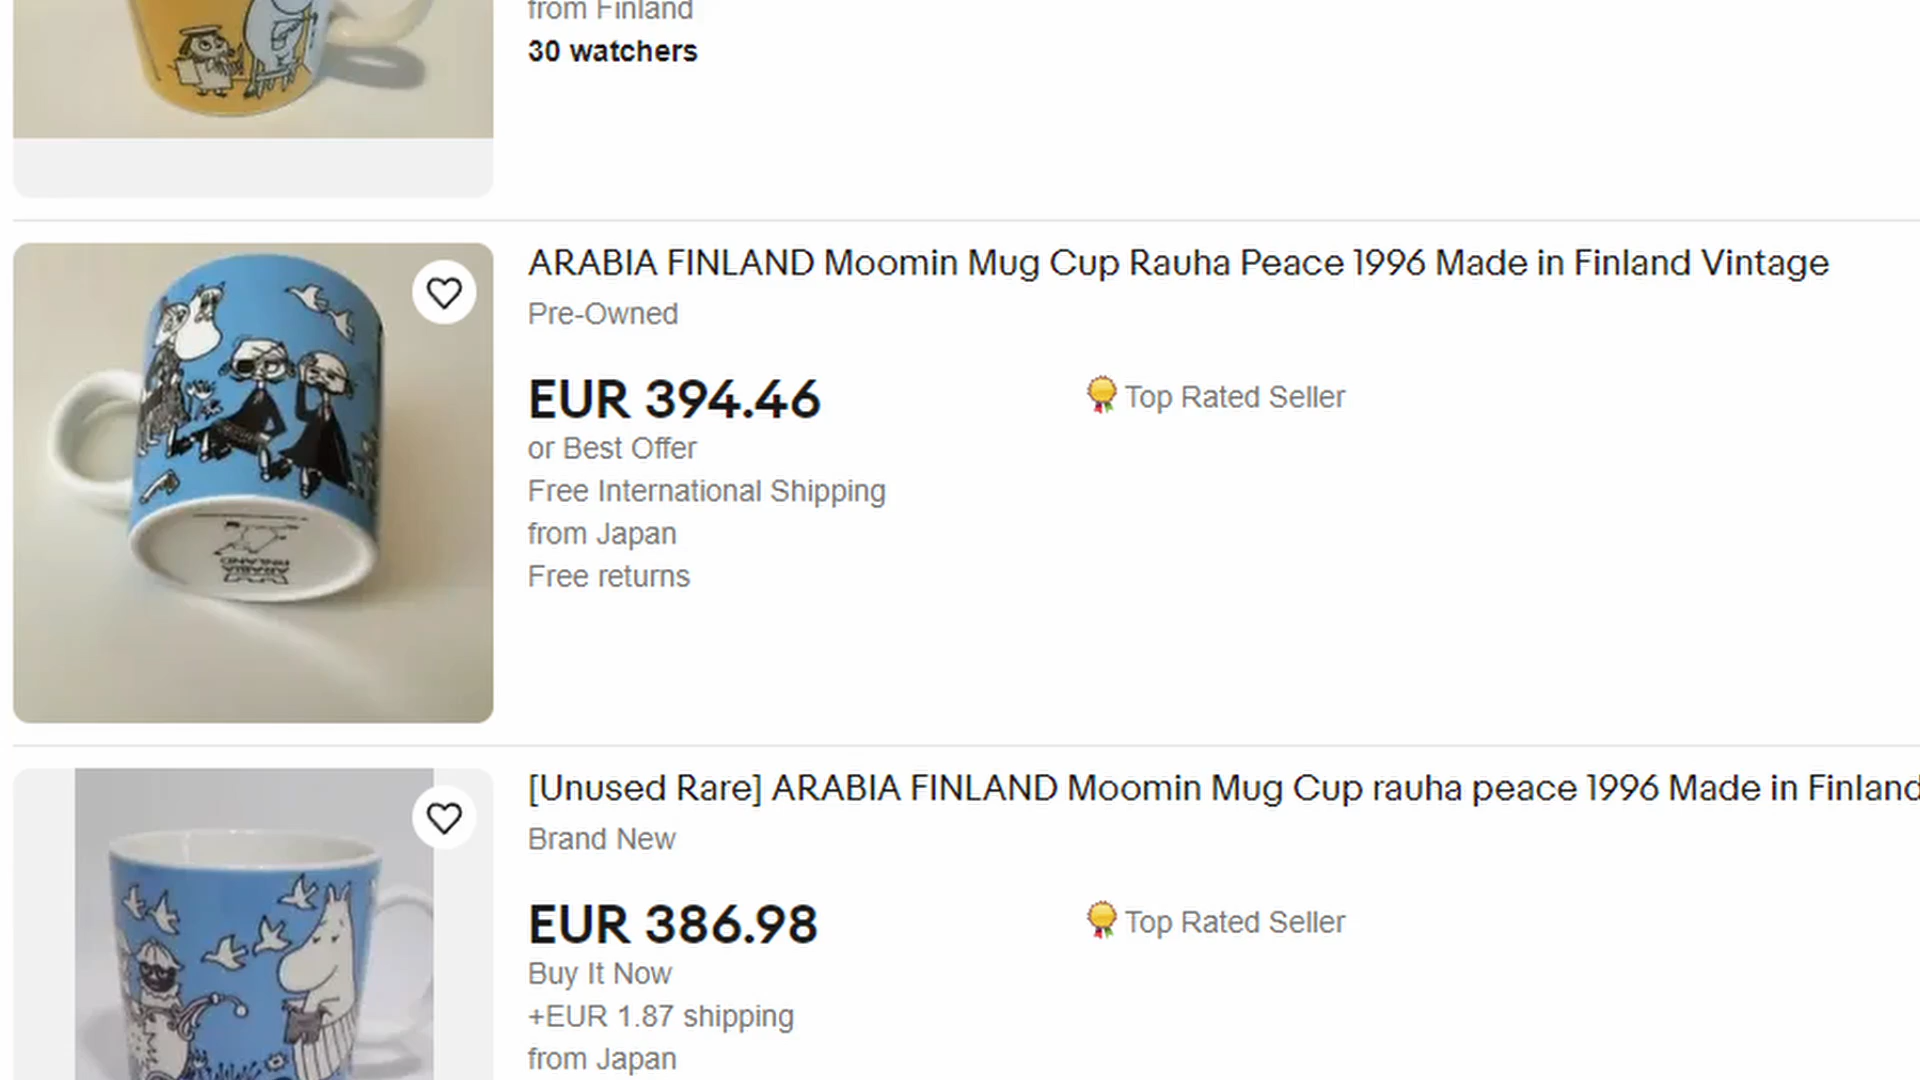 from Finland
30 watchers
ARABIA FINLAND Moomin Mug Cup Rauha Peace 1996 Made in Finland Vintage
Pre-Owned
EUR 394.46
Top Rated Seller
or Best Offer
Free International Shipping
from Japan
Free returns
ARABIA
FINLAND
[Unused Rare] ARABIA FINLAND Moomin Mug Cup rauha peace 1996 Made in Finland
Brand New
EUR 386.98
Top Rated Seller
Buy It Now
+EUR 1.87 shipping
from Japan